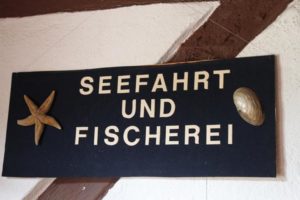 SEEFAHRT
UND
FISCHEREI